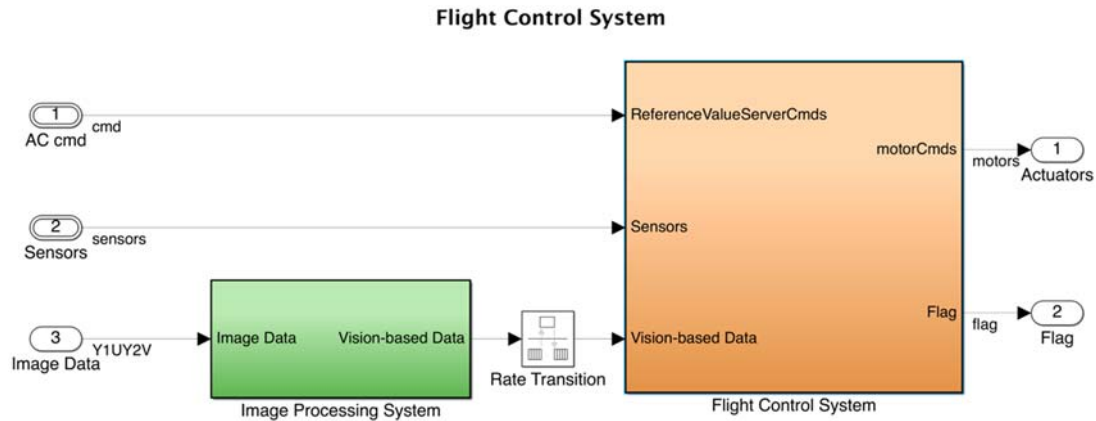 Flight Control System
1
AC cmd
cmd
ReferenceValueServerCmds
motorCmds
motors
1
Actuators
2
Sensors
sensors
Sensors
3
Image Data
Y1UY2V
Image Data
Vision-based Data
Rate Transition
Vision-based Data
Flag
flag
2
Flag
Image Processing System
Flight Control System